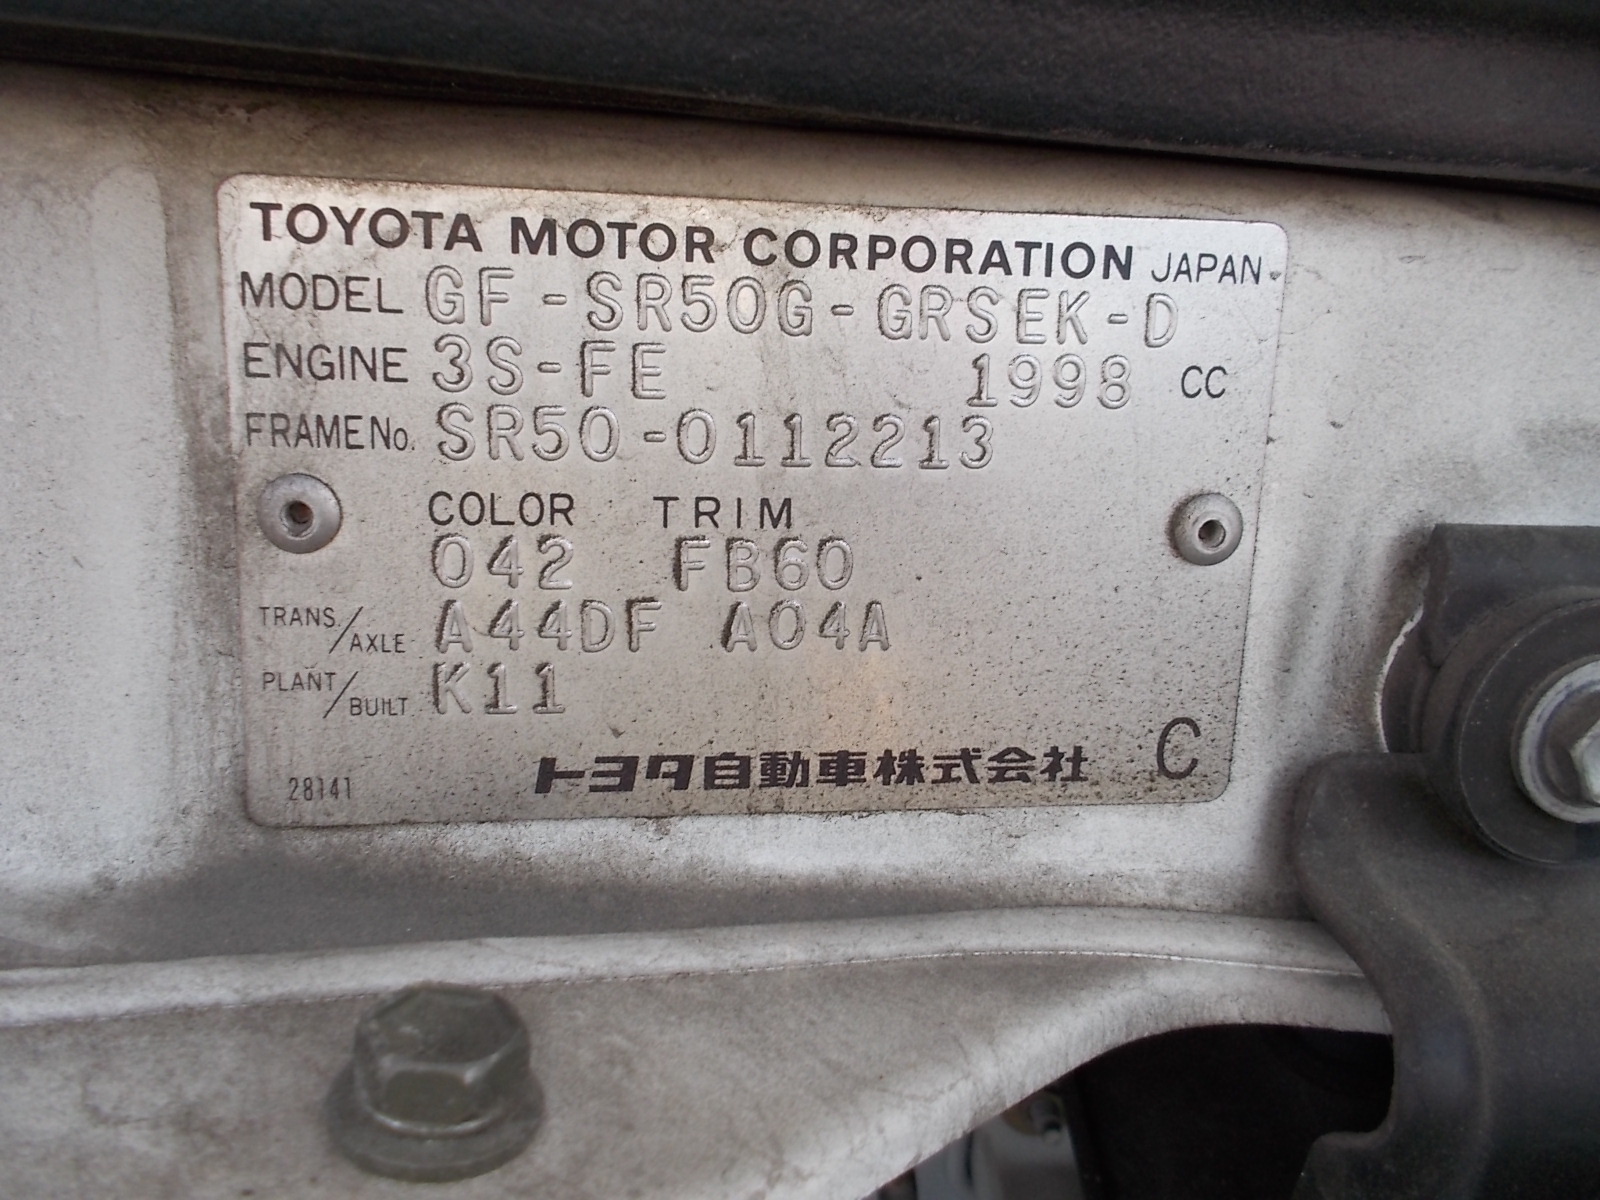 TOYOTA MOTOR CORPORATION JAPAN
MODEL GF-SR50G-GRSEK-D
ENGINE 3S-FE 1998 CC
FRAME No. SR50-0112213
COLOR TRIM
042 FB60
TRANS./AXLE A44DF A04A
PLANT/BUILT K11
28141 トヨタ自動車株式会社 C